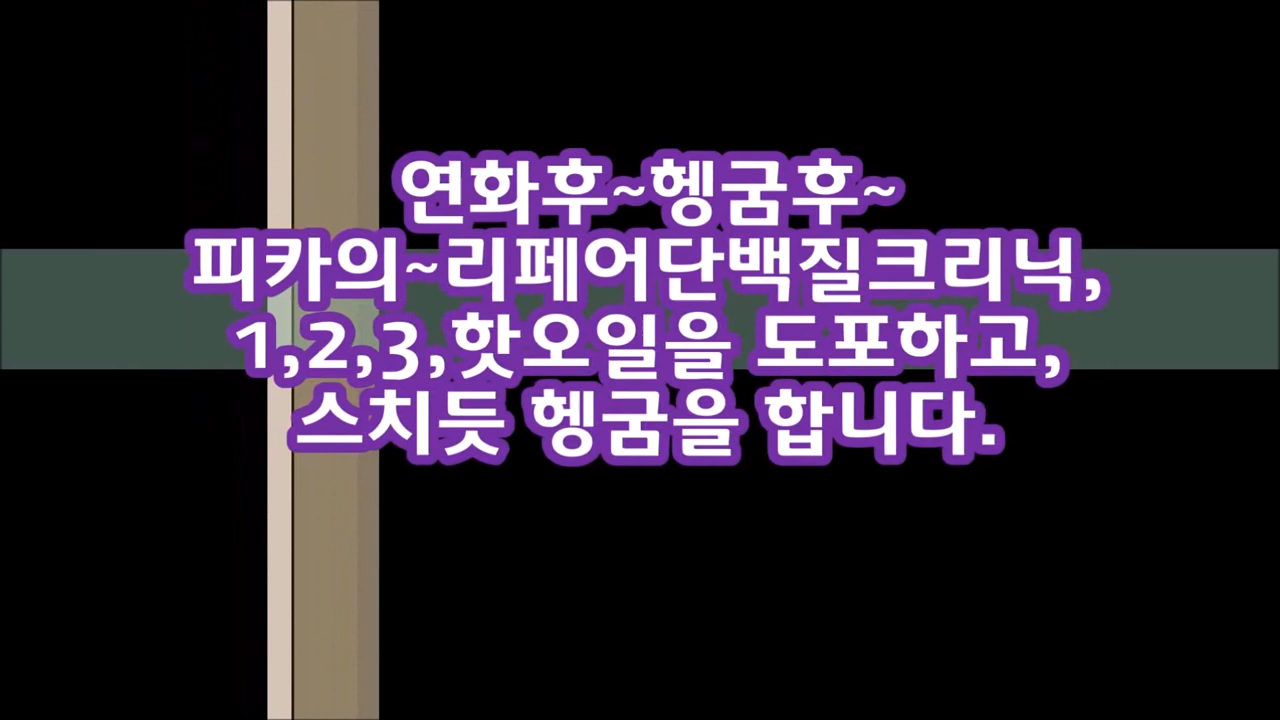 연화후~헹굼후~
피카의~리페어단백질크리닉,
1,2,3,핫오일을 도포하고,
스치듯 헹굼을 합니다.